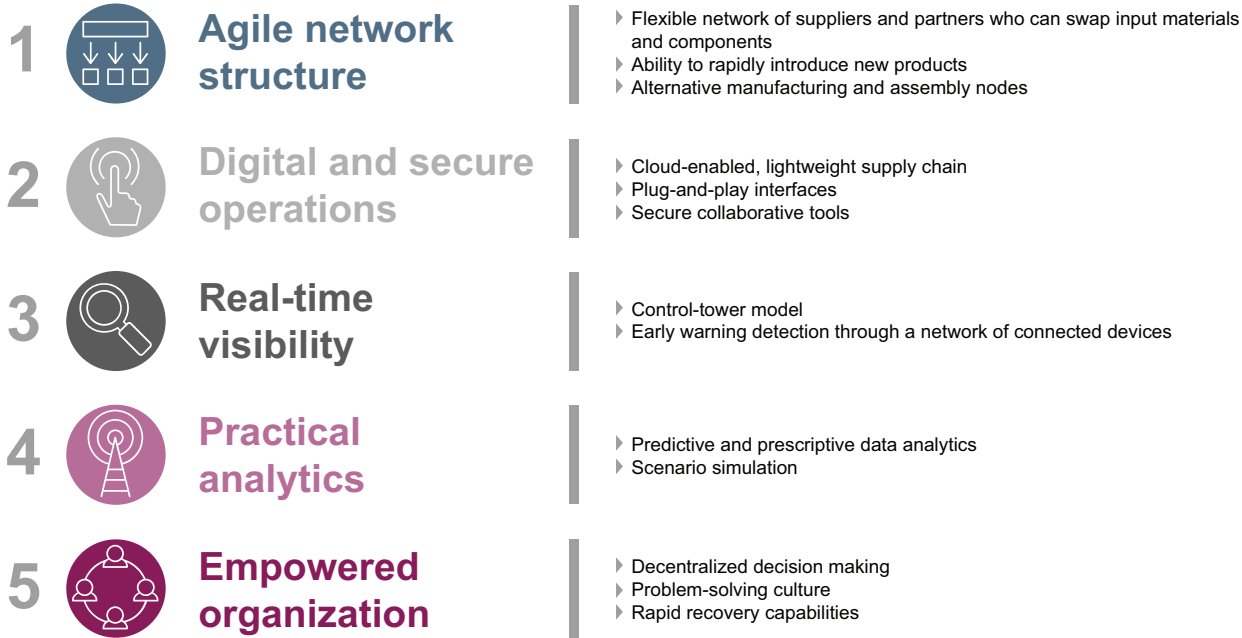 1
Agile network
structure
Flexible network of suppliers and partners who can swap input materials
and components
Ability to rapidly introduce new products
Alternative manufacturing and assembly nodes
2
Digital and secure
operations
Cloud-enabled, lightweight supply chain
Plug-and-play interfaces
Secure collaborative tools
3
Real-time
visibility
Control-tower model
Early warning detection through a network of connected devices
4
Practical
analytics
Predictive and prescriptive data analytics
Scenario simulation
5
Empowered
organization
Decentralized decision making
Problem-solving culture
Rapid recovery capabilities